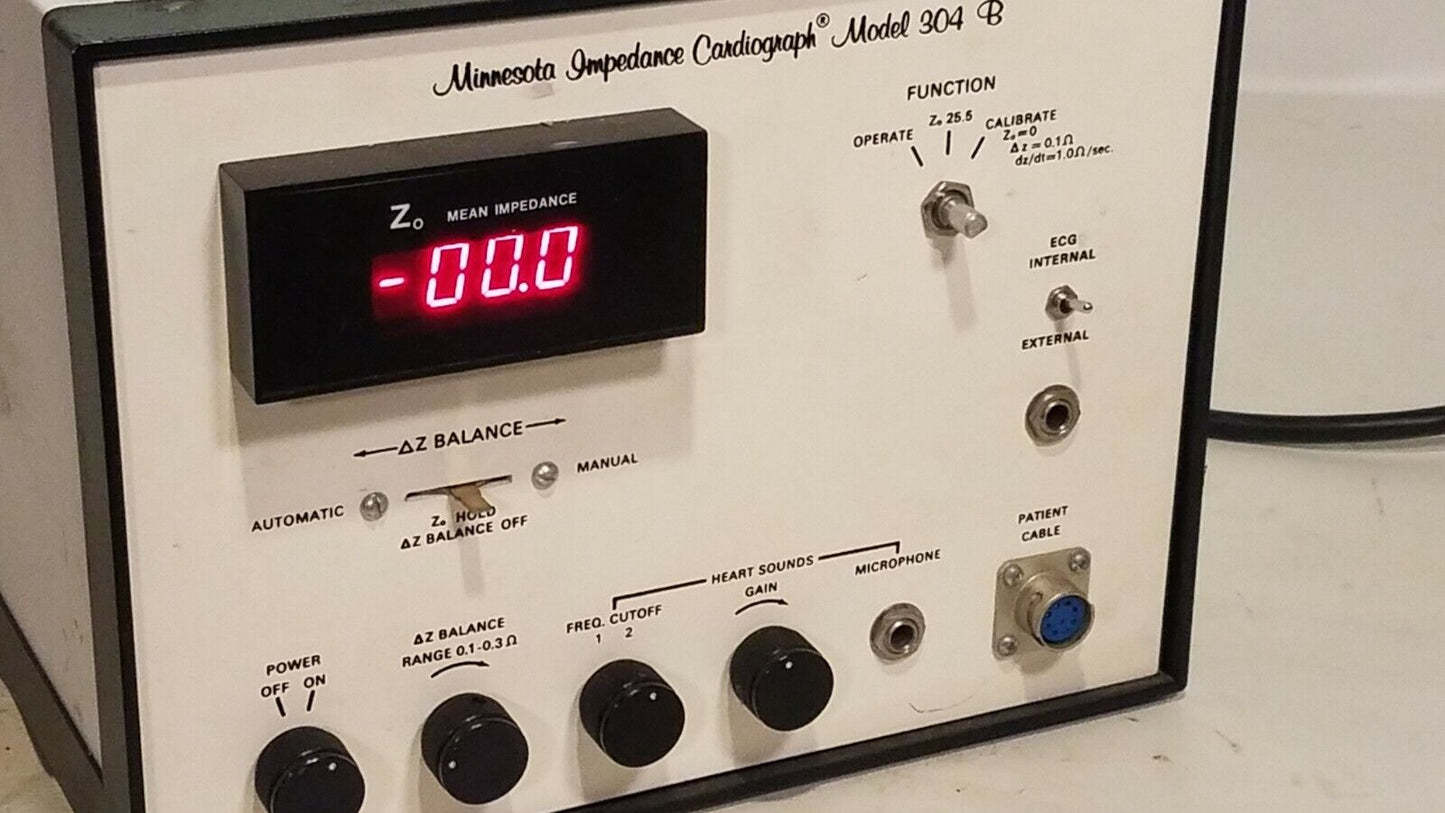 Minnesota Impedance Cardiograph® Model 304 B
FUNCTION
OPERATE
Z₀ 25.5
CALIBRATE
Z₀=0
Δz=0.1Ω
dz/dt=1.0Ω/sec.
Z₀ MEAN IMPEDANCE
-00.0
ECG
INTERNAL
EXTERNAL
ΔZ BALANCE
AUTOMATIC
MANUAL
Z₀ HOLD
ΔZ BALANCE OFF
PATIENT
CABLE
HEART SOUNDS
MICROPHONE
GAIN
FREQ. CUTOFF
1 2
ΔZ BALANCE
RANGE 0.1-0.3Ω
POWER
OFF ON